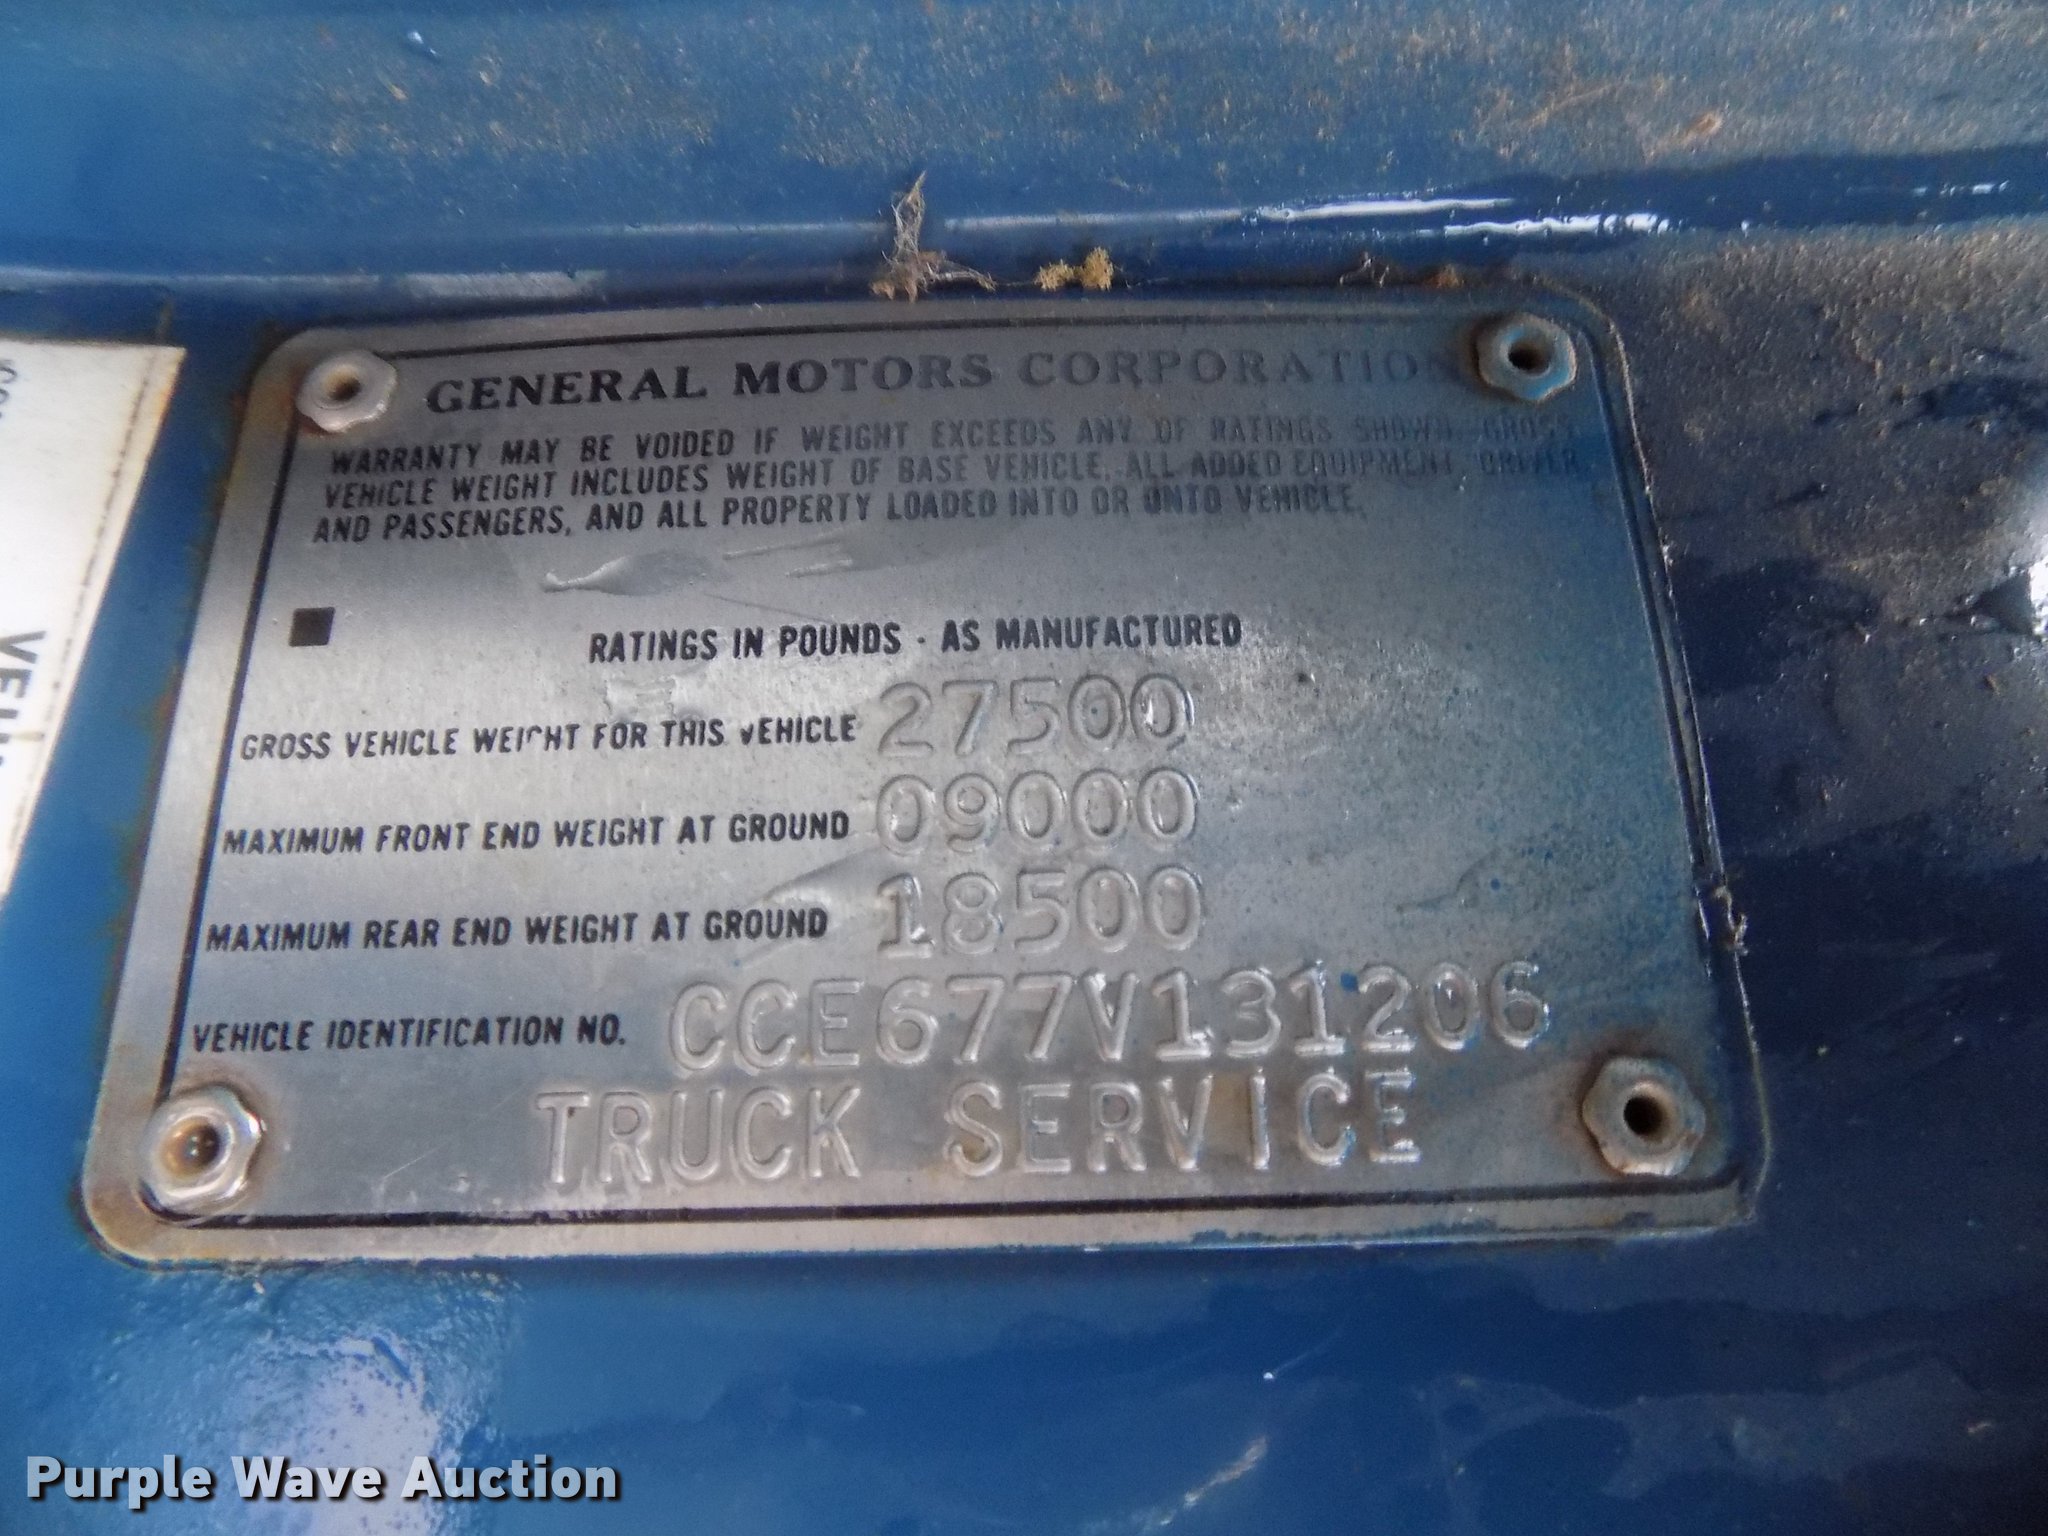 GENERAL MOTORS CORPORATION
WARRANTY MAY BE VOIDED IF WEIGHT EXCEEDS ANY OF RATINGS SHOWN. GROSS
VEHICLE WEIGHT INCLUDES WEIGHT OF BASE VEHICLE, ALL ADDED EQUIPMENT, DRIVER
AND PASSENGERS, AND ALL PROPERTY LOADED INTO OR ONTO VEHICLE.
RATINGS IN POUNDS - AS MANUFACTURED
GROSS VEHICLE WEIGHT FOR THIS VEHICLE 27500
MAXIMUM FRONT END WEIGHT AT GROUND 09000
MAXIMUM REAR END WEIGHT AT GROUND 18500
VEHICLE IDENTIFICATION NO. CCE677V131206
TRUCK SERVICE
Purple Wave Auction